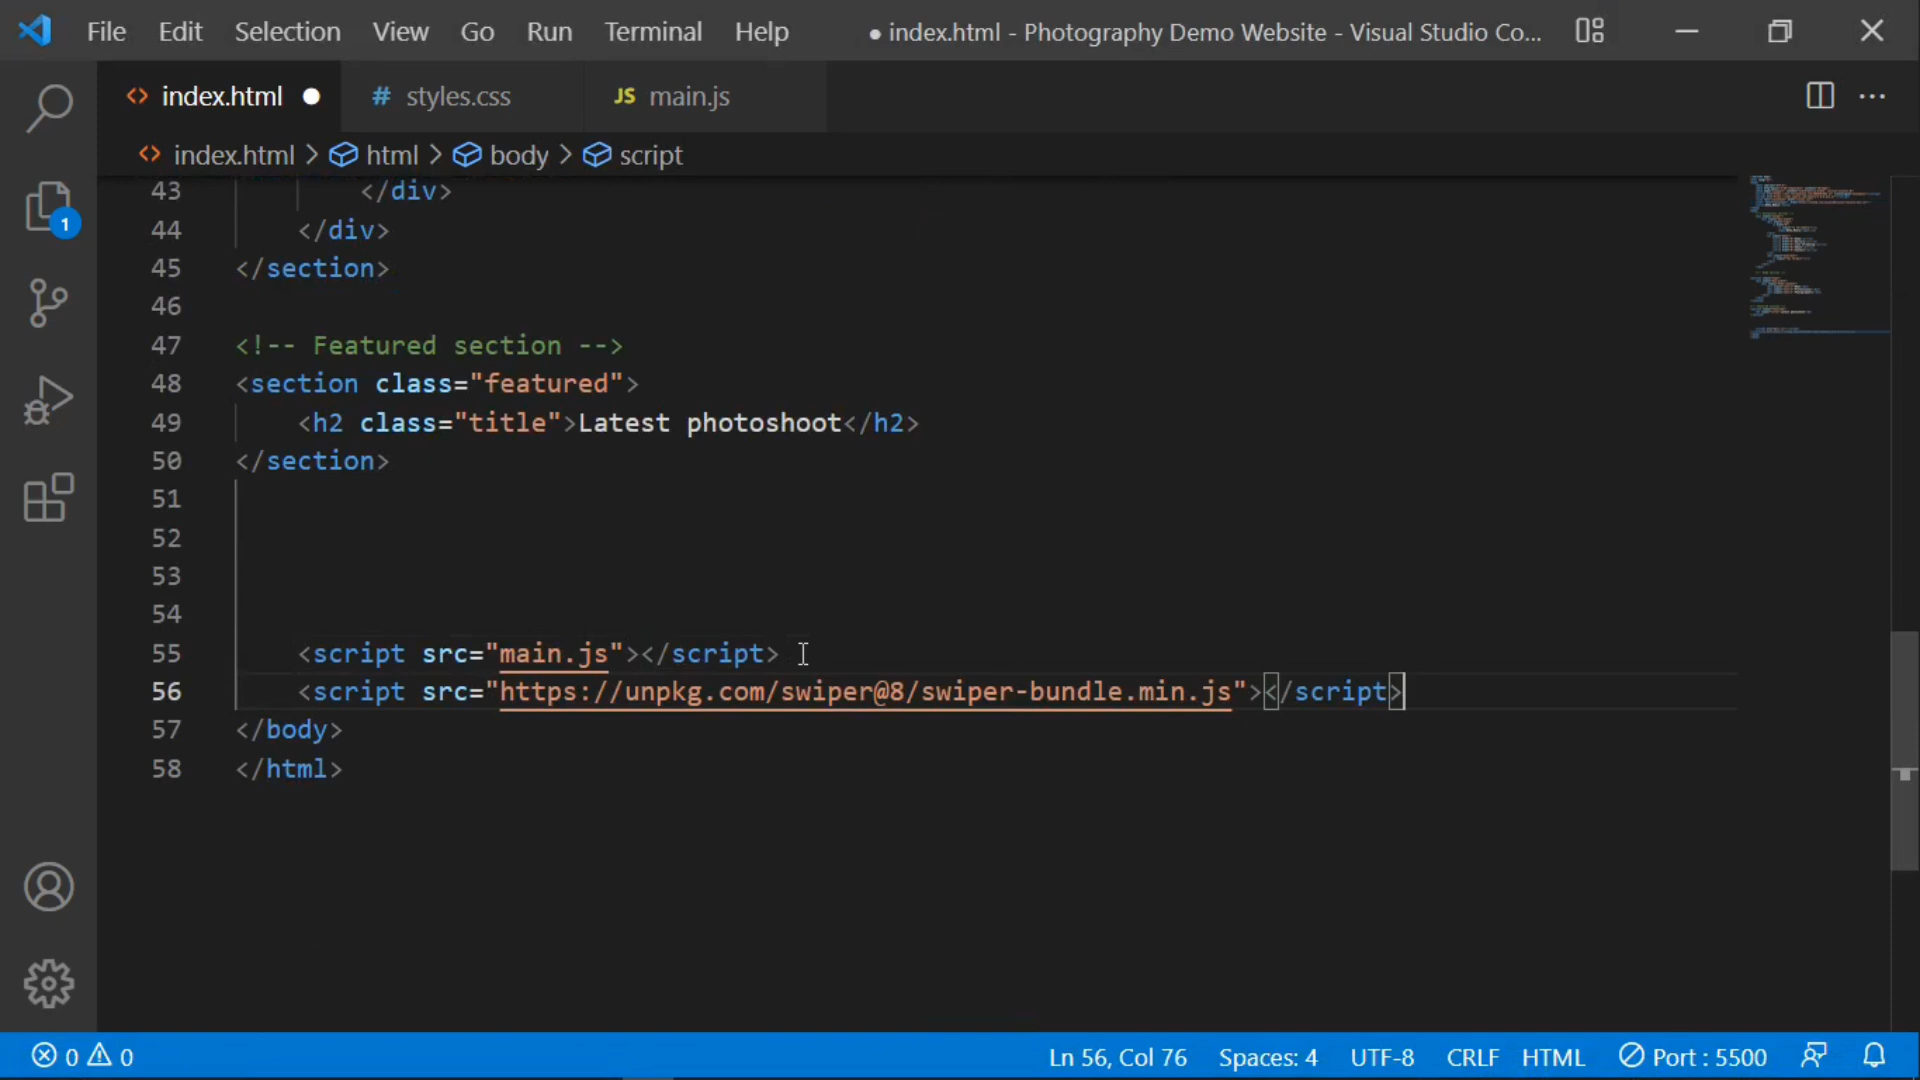 File Edit Selection View Go Run Terminal Help ● index.html - Photography Demo Website - Visual Studio Co...
<> index.html ● # styles.css JS main.js ...
<> index.html > html > body > script
1
43 </div>
44 </div>
45 </section>
46
47 <!-- Featured section -->
48 <section class="featured">
49 <h2 class="title">Latest photoshoot</h2>
50 </section>
51
52
53
54
55 <script src="main.js"></script>
56 <script src="https://unpkg.com/swiper@8/swiper-bundle.min.js"></script>
57 </body>
58 </html>
0 0 Ln 56, Col 76 Spaces: 4 UTF-8 CRLF HTML Port : 5500